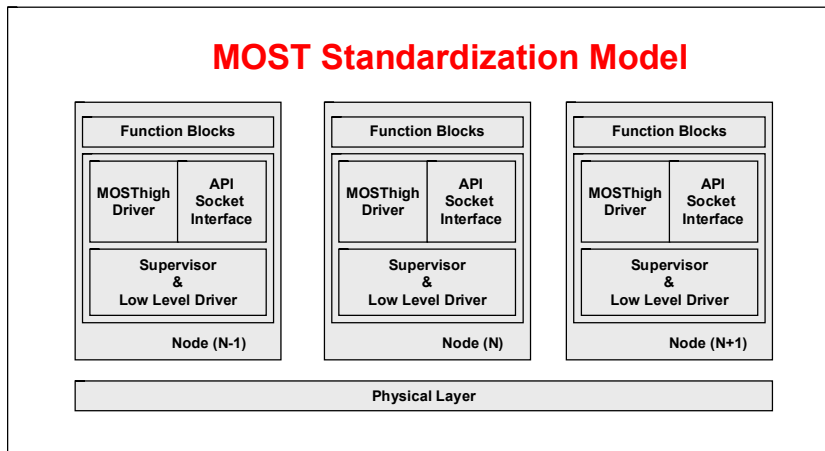 MOST Standardization Model
Function Blocks
MOSThigh
Driver
API
Socket
Interface
Supervisor
&
Low Level Driver
Node (N-1)
Function Blocks
MOSThigh
Driver
API
Socket
Interface
Supervisor
&
Low Level Driver
Node (N)
Function Blocks
MOSThigh
Driver
API
Socket
Interface
Supervisor
&
Low Level Driver
Node (N+1)
Physical Layer